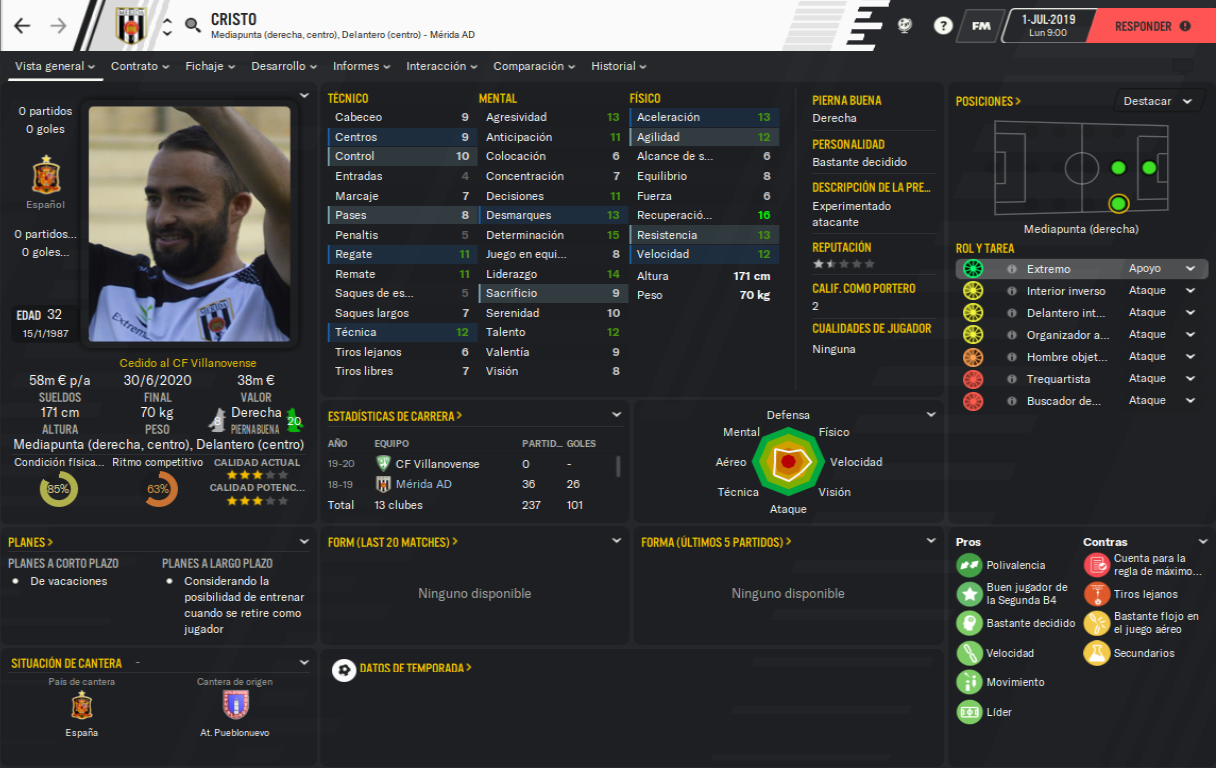 CRISTO
Mediapunta (derecha, centro), Delantero (centro) - Mérida AD
?
FM
1-JUL-2019
Lun 9:00
RESPONDER
Vista general
Contrato
Fichaje
Desarrollo
Informes
Interacción
Comparación
Historial
0 partidos
0 goles
Español
0 partidos...
0 goles...
EDAD 32
15/1/1987
Cedido al CF Villanovense
58m € p/a
SUELDOS
30/6/2020
FINAL
38m €
VALOR
171 cm
ALTURA
70 kg
PESO
8
Derecha
PIERNA BUENA
20
Mediapunta (derecha, centro), Delantero (centro)
Condición física...
85%
Ritmo competitivo
63%
CALIDAD ACTUAL
CALIDAD POTENC...
TÉCNICO
Cabeceo 9
Centros 9
Control 10
Entradas 4
Marcaje 7
Pases 8
Penaltis 5
Regate 11
Remate 11
Saques de es... 5
Saques largos 7
Técnica 12
Tiros lejanos 6
Tiros libres 7
MENTAL
Agresividad 13
Anticipación 11
Colocación 6
Concentración 7
Decisiones 11
Desmarques 13
Determinación 15
Juego en equi... 8
Liderazgo 14
Sacrificio 9
Serenidad 10
Talento 12
Valentía 9
Visión 8
FÍSICO
Aceleración 13
Agilidad 12
Alcance de s... 6
Equilibrio 8
Fuerza 6
Recuperació... 16
Resistencia 13
Velocidad 12
Altura 171 cm
Peso 70 kg
PIERNA BUENA
Derecha
PERSONALIDAD
Bastante decidido
DESCRIPCIÓN DE LA PRE...
Experimentado
atacante
REPUTACIÓN
CALIF. COMO PORTERO
2
CUALIDADES DE JUGADOR
Ninguna
POSICIONES >
Destacar
Mediapunta (derecha)
ROL Y TAREA
Extremo Apoyo
Interior inverso Ataque
Delantero int... Ataque
Organizador a... Ataque
Hombre objet... Ataque
Trequartista Ataque
Buscador de... Ataque
ESTADÍSTICAS DE CARRERA >
AÑO EQUIPO PARTID... GOLES
19-20 CF Villanovense 0 -
18-19 Mérida AD 36 26
Total 13 clubes 237 101
Defensa
Mental
Físico
Aéreo
Velocidad
Técnica
Visión
Ataque
PLANES >
PLANES A CORTO PLAZO
De vacaciones
PLANES A LARGO PLAZO
Considerando la
posibilidad de entrenar
cuando se retire como
jugador
FORM (LAST 20 MATCHES) >
Ninguno disponible
FORMA (ÚLTIMOS 5 PARTIDOS) >
Ninguno disponible
Pros
Polivalencia
Buen jugador de
la Segunda B4
Bastante decidido
Velocidad
Movimiento
Líder
Contras
Cuenta para la
regla de máximo...
Tiros lejanos
Bastante flojo en
el juego aéreo
Secundarios
SITUACIÓN DE CANTERA -
País de cantera
España
Cantera de origen
At. Pueblonuevo
DATOS DE TEMPORADA >